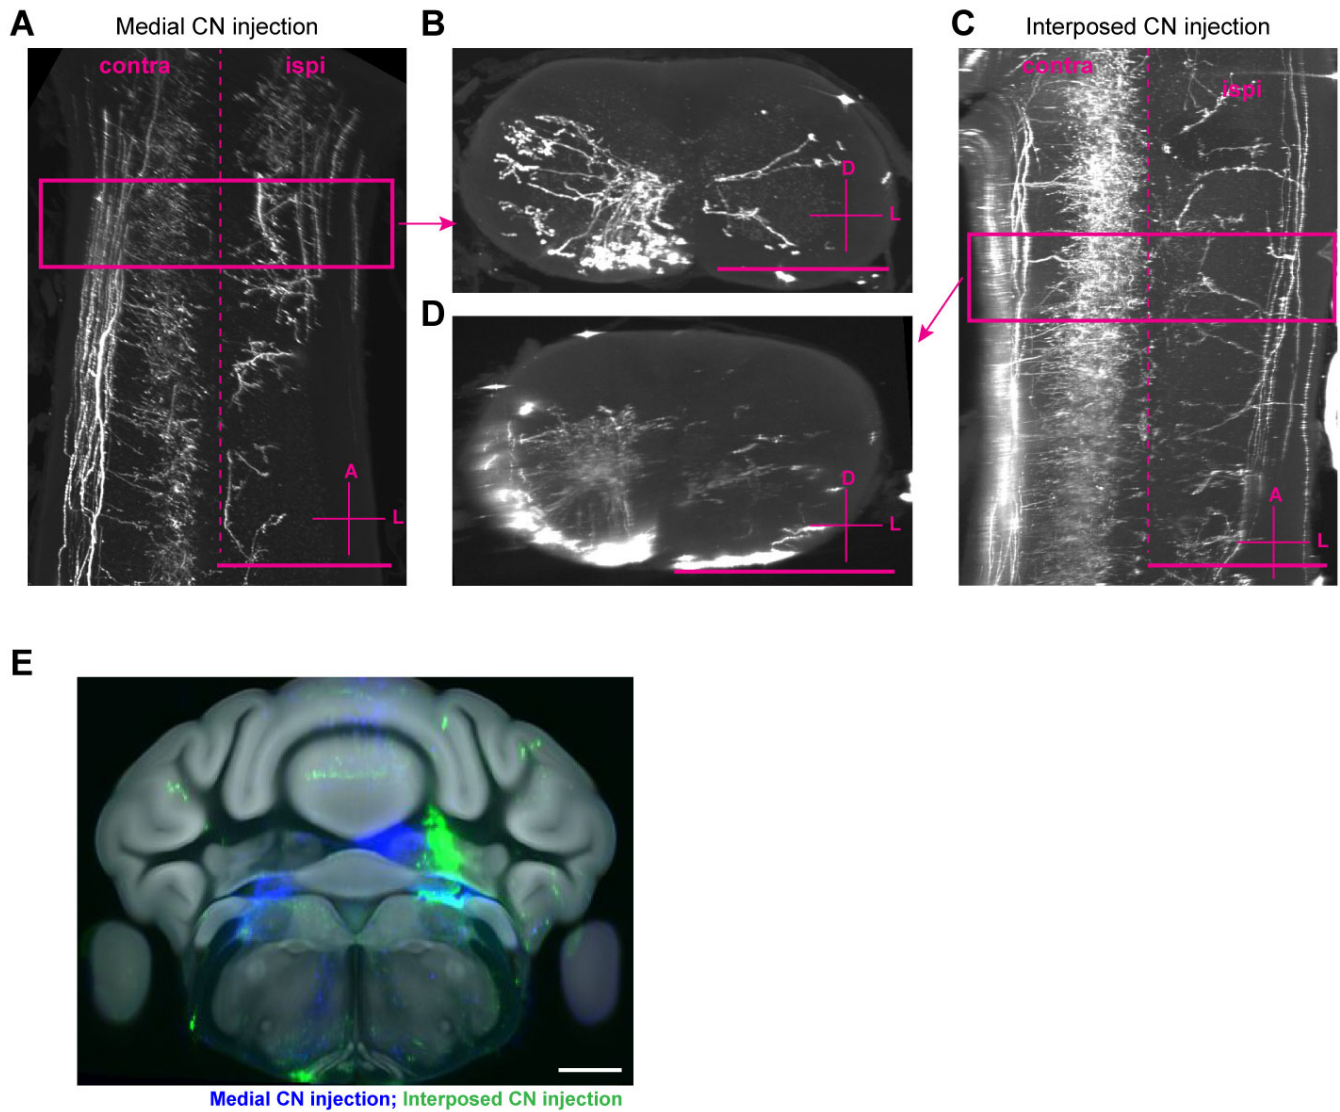 A
Medial CN injection
contra
ispi
A
L
B
D
L
C
Interposed CN injection
contra
ispi
A
L
D
D
L
E
Medial CN injection; Interposed CN injection